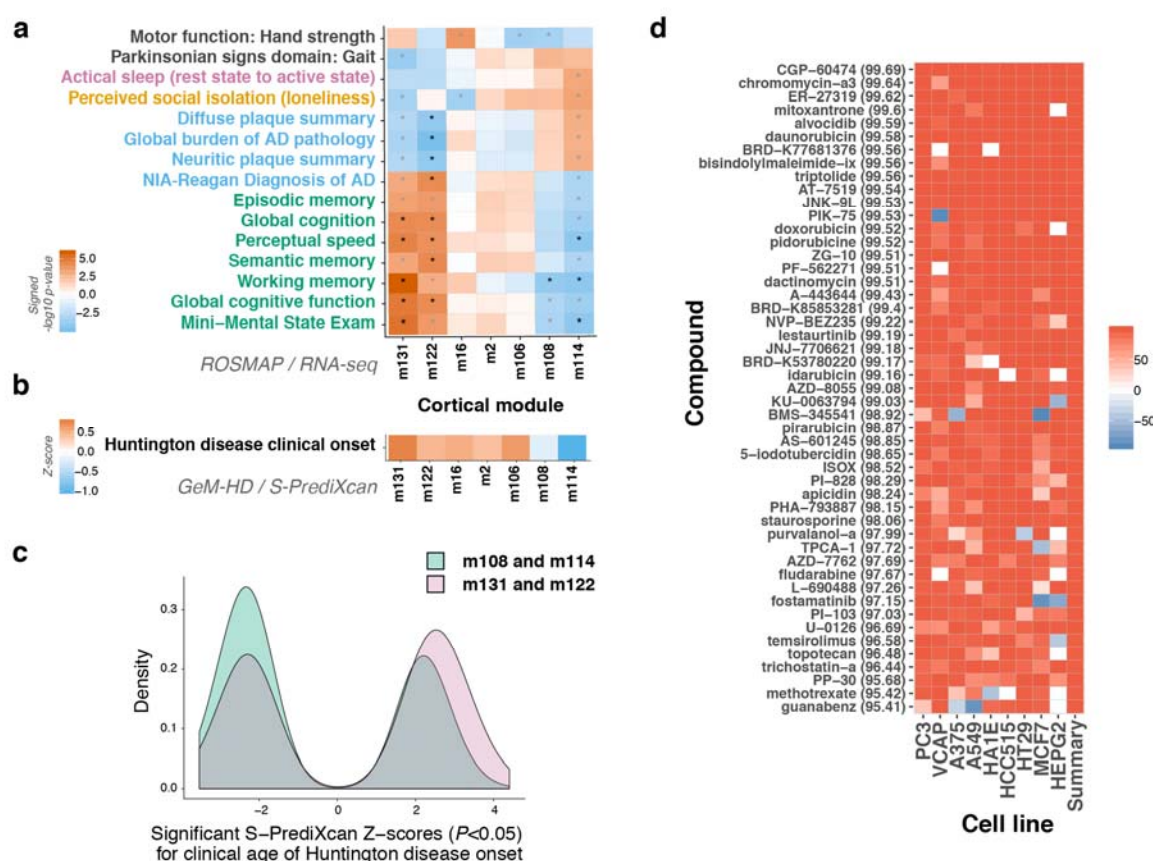 a
Motor function: Hand strength
Parkinsonian signs domain: Gait
Actical sleep (rest state to active state)
Perceived social isolation (loneliness)
Diffuse plaque summary
Global burden of AD pathology
Neuritic plaque summary
NIA-Reagan Diagnosis of AD
Episodic memory
Global cognition
Perceptual speed
Semantic memory
Working memory
Global cognitive function
Mini-Mental State Exam
Signed
-log10 p-value
5.0
2.5
0.0
-2.5
ROSMAP / RNA-seq
m131
m122
m16
m2
m106
m108
m114
Cortical module
b
Z-score
0.5
0.0
-0.5
-1.0
Huntington disease clinical onset
GeM-HD / S-PrediXcan
m131
m122
m16
m2
m106
m108
m114
c
m108 and m114
m131 and m122
Density
0.3
0.2
0.1
0.0
-2
0
2
4
Significant S-PrediXcan Z-scores (P<0.05)
for clinical age of Huntington disease onset
d
Compound
CGP-60474 (99.69)
chromomycin-a3 (99.64)
ER-27319 (99.62)
mitoxantrone (99.6)
alvocidib (99.59)
daunorubicin (99.58)
BRD-K77681376 (99.56)
bisindolylmaleimide-ix (99.56)
triptolide (99.56)
AT-7519 (99.54)
JNK-9L (99.53)
PIK-75 (99.53)
doxorubicin (99.52)
pidorubicine (99.52)
ZG-10 (99.51)
PF-562271 (99.51)
dactinomycin (99.51)
A-443644 (99.43)
BRD-K85853281 (99.4)
NVP-BEZ235 (99.22)
lestaurtinib (99.19)
JNJ-7706621 (99.18)
BRD-K53780220 (99.17)
idarubicin (99.16)
AZD-8055 (99.08)
KU-0063794 (99.03)
BMS-345541 (98.92)
pirarubicin (98.87)
AS-601245 (98.85)
5-iodotubercidin (98.65)
ISOX (98.52)
PI-828 (98.29)
apicidin (98.24)
PHA-793887 (98.15)
staurosporine (98.06)
purvalanol-a (97.99)
TPCA-1 (97.72)
AZD-7762 (97.69)
fludarabine (97.67)
L-690488 (97.26)
fostamatinib (97.15)
PI-103 (97.03)
U-0126 (96.69)
temsirolimus (96.58)
topotecan (96.48)
trichostatin-a (96.44)
PP-30 (95.68)
methotrexate (95.42)
guanabenz (95.41)
PC3
VCAP
A375
A549
HA1E
HCC515
HT29
MCF7
HEPG2
Summary
Cell line
50
0
-50